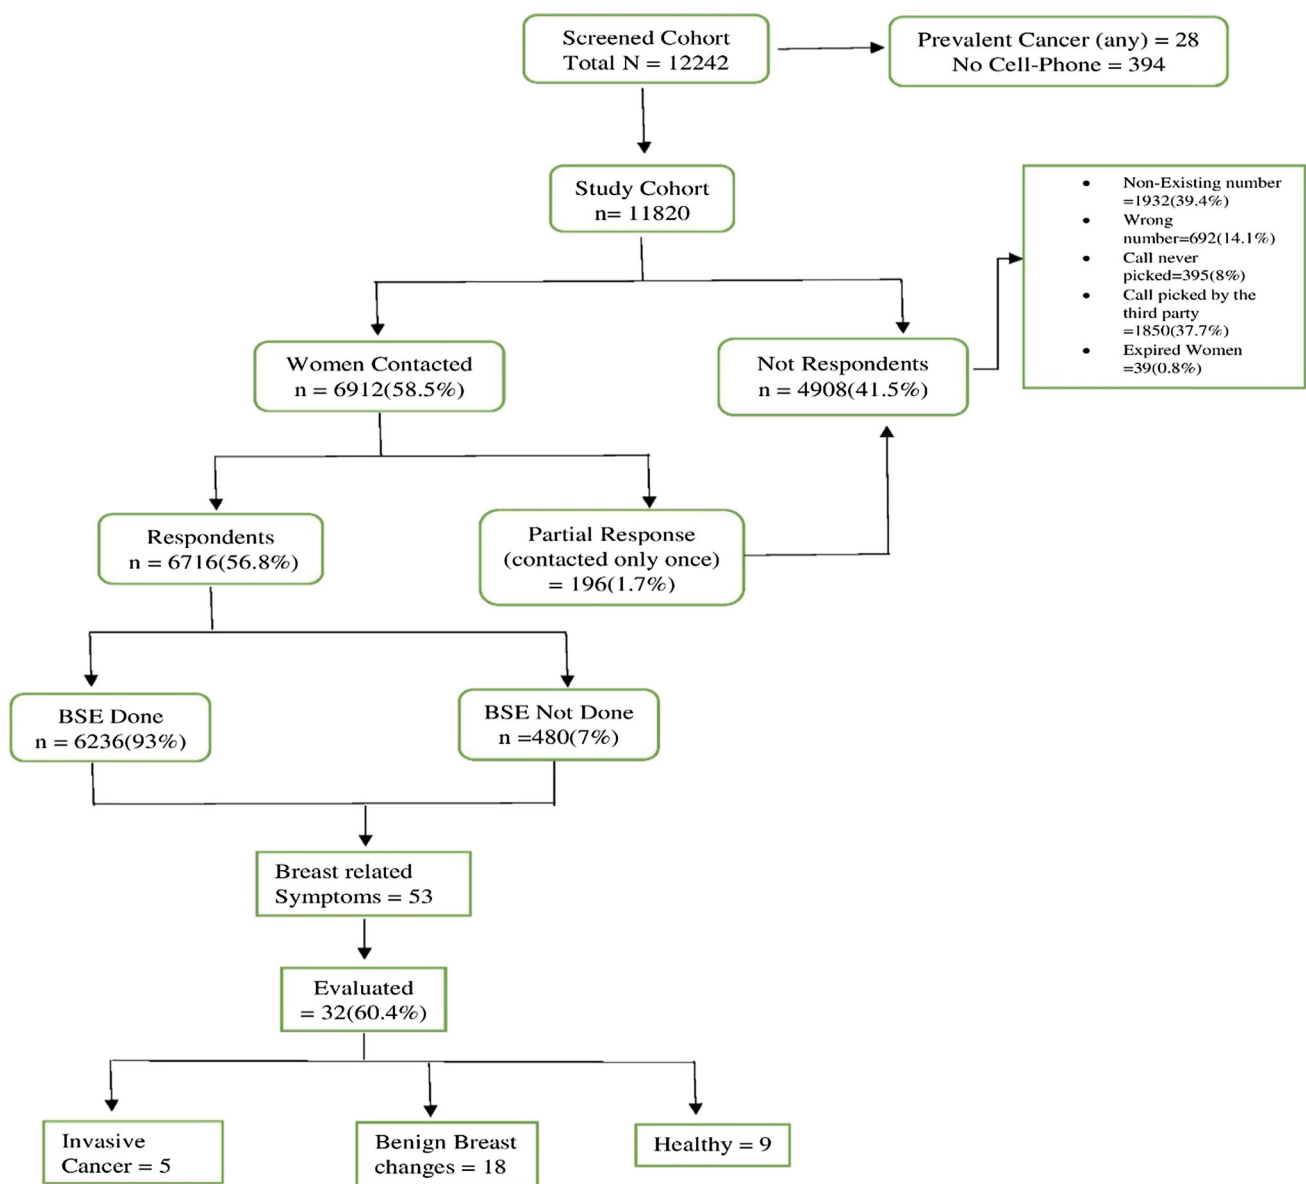 Screened Cohort
Total N = 12242
Prevalent Cancer (any) = 28
No Cell-Phone = 394
Study Cohort
n= 11820
• Non-Existing number
=1932(39.4%)
• Wrong
number=692(14.1%)
• Call never
picked=395(8%)
• Call picked by the
third party
=1850(37.7%)
• Expired Women
=39(0.8%)
Women Contacted
n = 6912(58.5%)
Not Respondents
n = 4908(41.5%)
Respondents
n = 6716(56.8%)
Partial Response
(contacted only once)
= 196(1.7%)
BSE Done
n = 6236(93%)
BSE Not Done
n =480(7%)
Breast related
Symptoms = 53
Evaluated
= 32(60.4%)
Invasive
Cancer = 5
Benign Breast
changes = 18
Healthy = 9